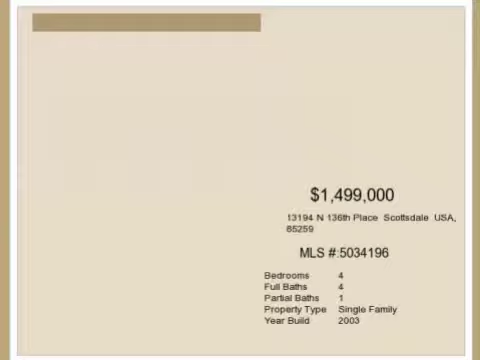 $1,499,000
13194 N 136th Place Scottsdale USA,
85259
MLS #:5034196
Bedrooms 4
Full Baths 4
Partial Baths 1
Property Type Single Family
Year Build 2003